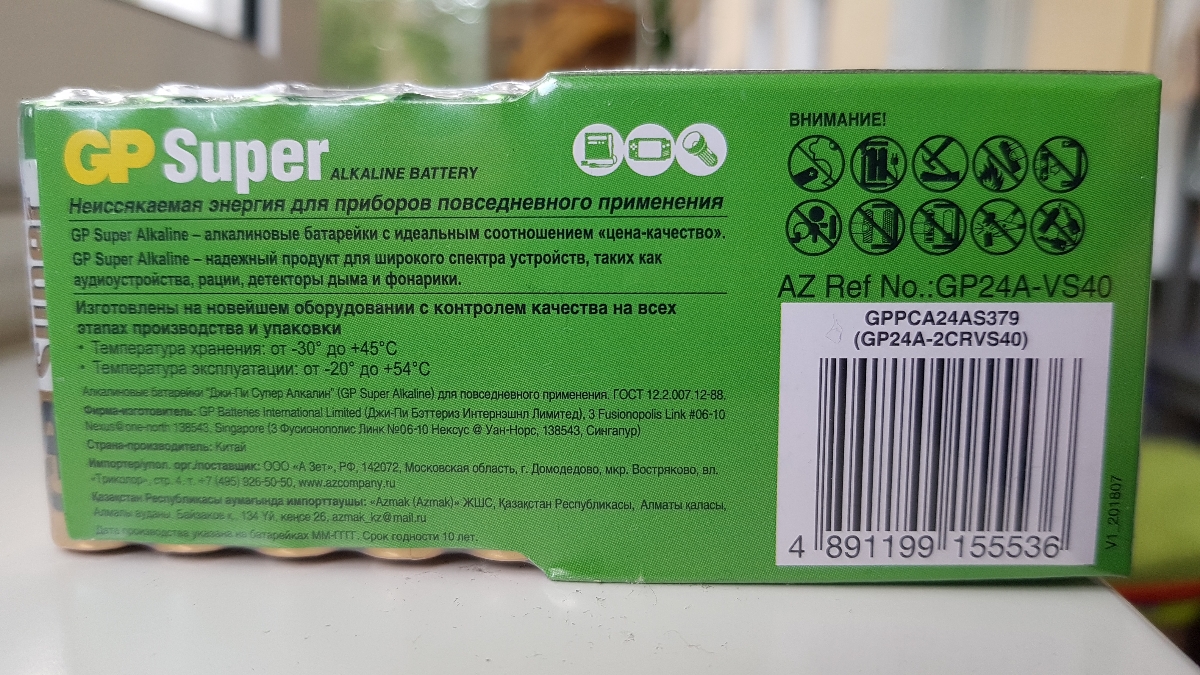 GP Super ALKALINE BATTERY
Неиссякаемая энергия для приборов повседневного применения
GP Super Alkaline – алкалиновые батарейки с идеальным соотношением «цена-качество».
GP Super Alkaline – надежный продукт для широкого спектра устройств, таких как
аудиоустройства, рации, детекторы дыма и фонарики.
Изготовлены на новейшем оборудовании с контролем качества на всех
этапах производства и упаковки
• Температура хранения: от -30° до +45°C
• Температура эксплуатации: от -20° до +54°C
Алкалиновые батарейки "Джи-Пи Супер Алкалин" (GP Super Alkaline) для повседневного применения. ГОСТ 12.2.007.12-88.
Фирма-изготовитель: GP Batteries International Limited (Джи-Пи Бэттериз Интернэшнл Лимитед), 3 Fusionopolis Link #06-10
Nexus@one-north 138543, Singapore (3 Фусионополис Линк №06-10 Нексус @ Уан-Норс, 138543, Сингапур)
Страна-производитель: Китай
Импортер/упол. орг./поставщик: ООО «А Зет», РФ, 142072, Московская область, г. Домодедово, мкр. Востряково, вл.
«Триколор», стр. 4. т. +7 (495) 926-50-50, www.azcompany.ru
Қазақстан Республикасы аумағында импорттаушы: «Azmak (Azmak)» ЖШС, Қазақстан Республикасы, Алматы қаласы,
Алмалы ауданы, Байзаков к., 134 Үй, кеңсе 26, azmak_kz@mail.ru
Дата производства указана на батарейках ММ-ГГГГ. Срок годности 10 лет.
ВНИМАНИЕ!
AZ Ref No.:GP24A-VS40
GPPCA24AS379
(GP24A-2CRVS40)
4 891199 155536
V1_201807